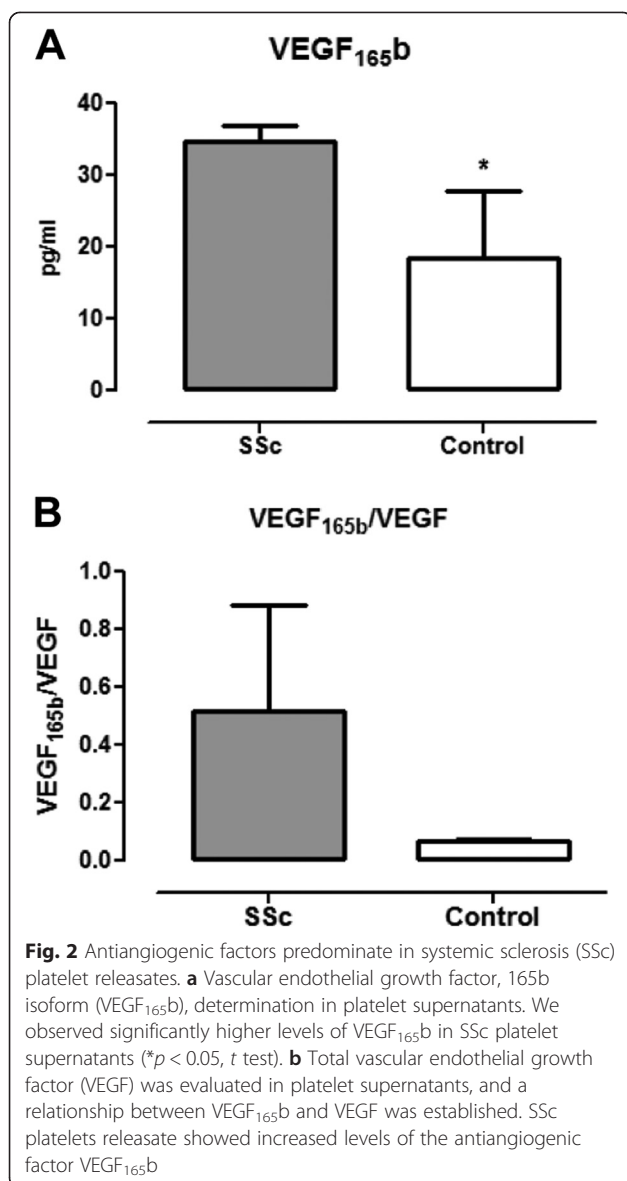 A
VEGF₁₆₅b
40
30
20
10
0
pg/ml
*
SSc
Control
B
VEGF₁₆₅b/VEGF
1.0
0.8
0.6
0.4
0.2
0.0
VEGF₁₆₅b/VEGF
SSc
Control
Fig. 2 Antiangiogenic factors predominate in systemic sclerosis (SSc)
platelet releasates. a Vascular endothelial growth factor, 165b
isoform (VEGF₁₆₅b), determination in platelet supernatants. We
observed significantly higher levels of VEGF₁₆₅b in SSc platelet
supernatants (*p < 0.05, t test). b Total vascular endothelial growth
factor (VEGF) was evaluated in platelet supernatants, and a
relationship between VEGF₁₆₅b and VEGF was established. SSc
platelets releasate showed increased levels of the antiangiogenic
factor VEGF₁₆₅b